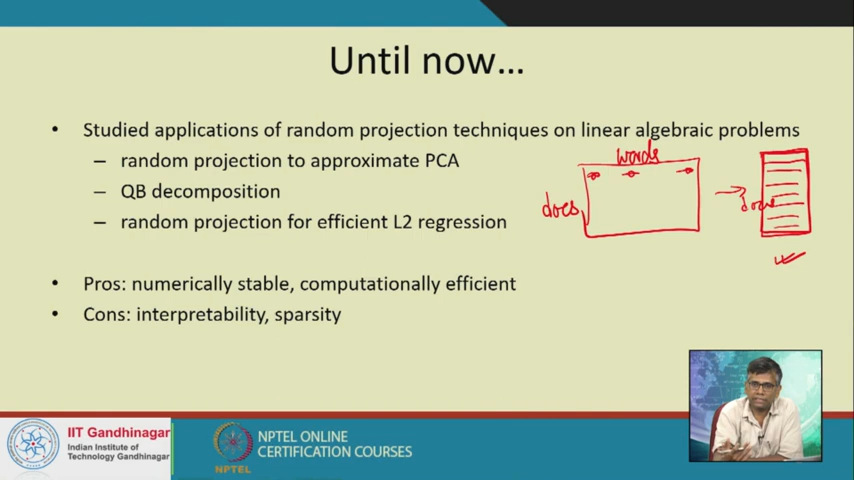 Until now...
• Studied applications of random projection techniques on linear algebraic problems
– random projection to approximate PCA
– QB decomposition
– random projection for efficient L2 regression
• Pros: numerically stable, computationally efficient
• Cons: interpretability, sparsity
words
docs
docs
IIT Gandhinagar
Indian Institute of
Technology Gandhinagar
NPTEL
NPTEL ONLINE
CERTIFICATION COURSES